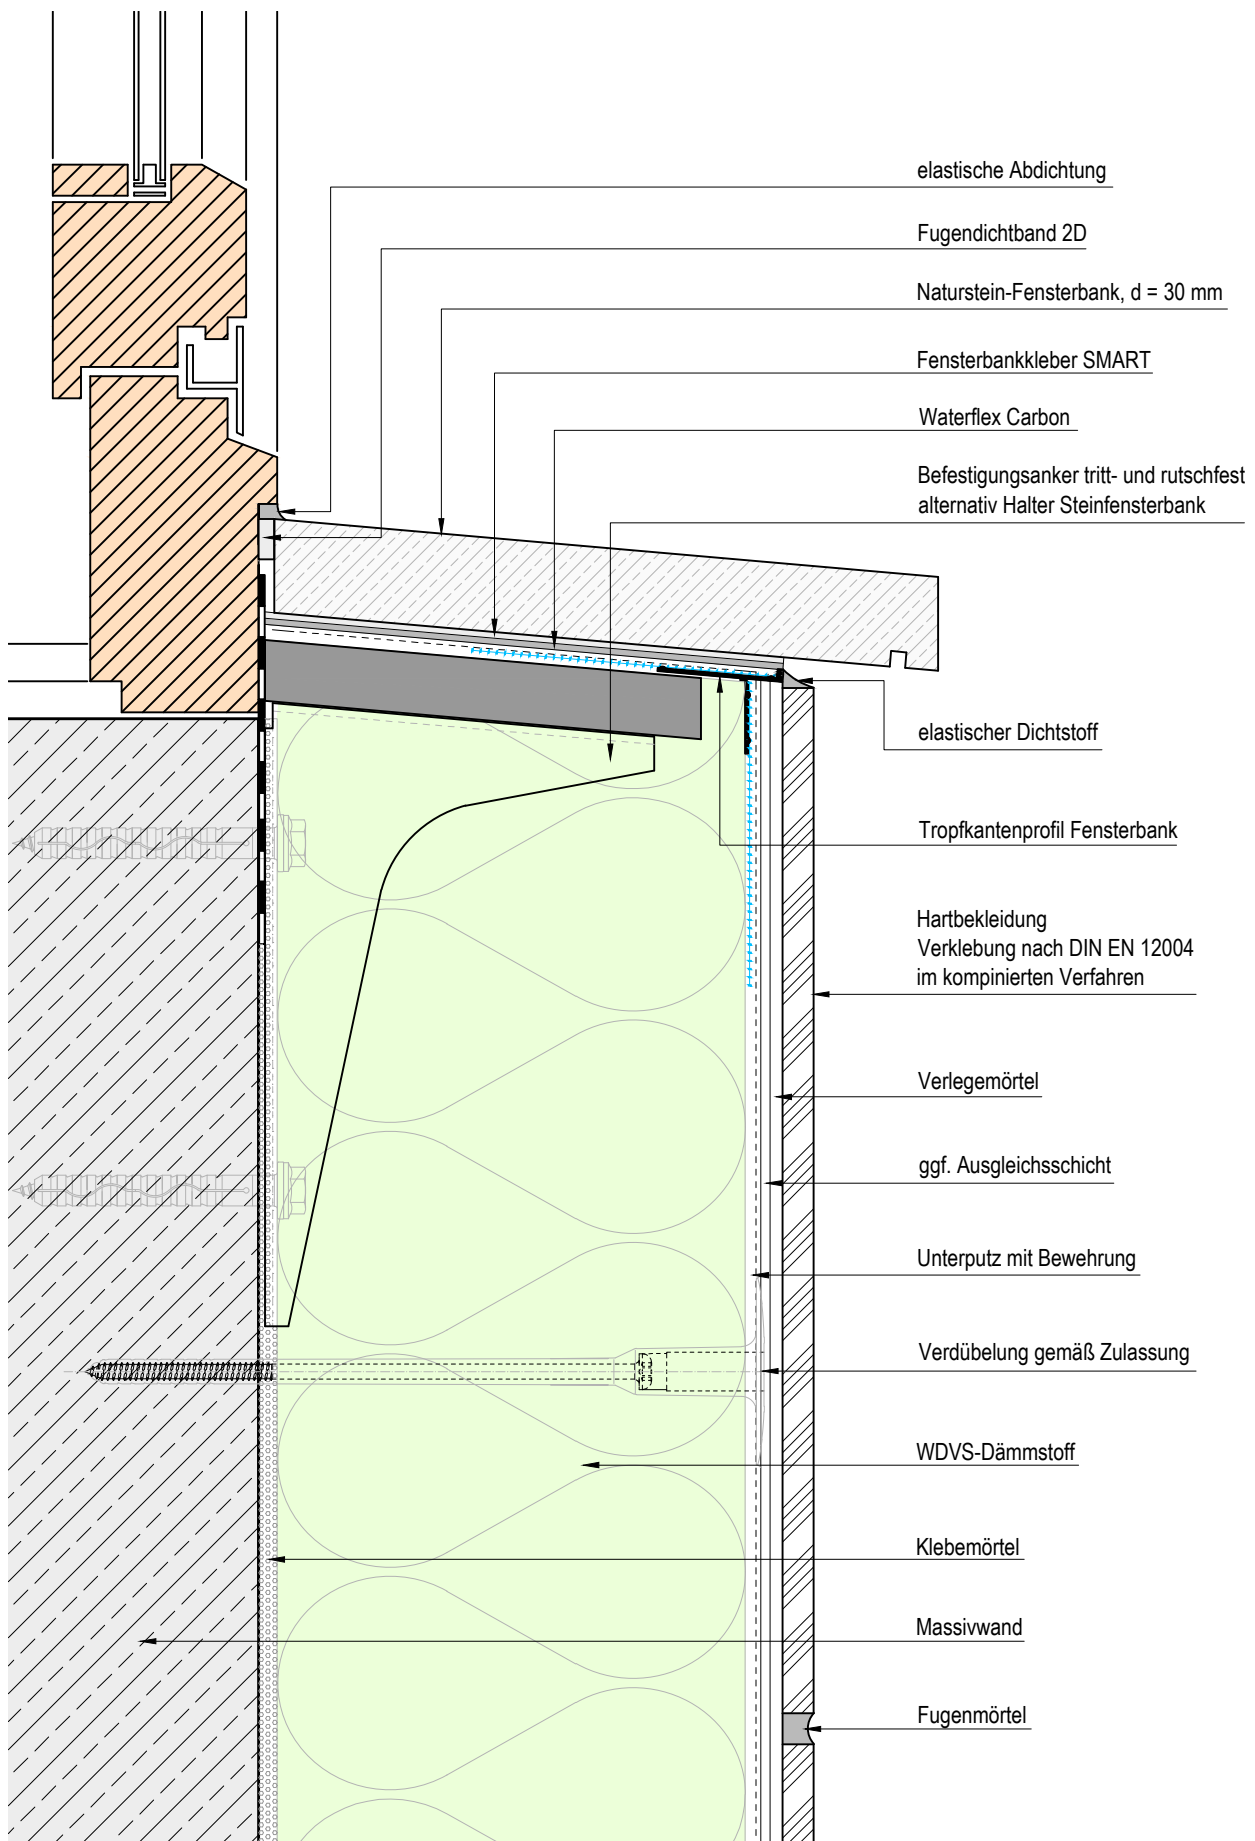 elastische Abdichtung
Fugendichtband 2D
Naturstein-Fensterbank, d = 30 mm
Fensterbankkleber SMART
Waterflex Carbon
Befestigungsanker tritt- und rutschfest
alternativ Halter Steinfensterbank
elastischer Dichtstoff
Tropfkantenprofil Fensterbank
Hartbekleidung
Verklebung nach DIN EN 12004
im kompinierten Verfahren
Verlegemörtel
ggf. Ausgleichsschicht
Unterputz mit Bewehrung
Verdübelung gemäß Zulassung
WDVS-Dämmstoff
Klebemörtel
Massivwand
Fugenmörtel